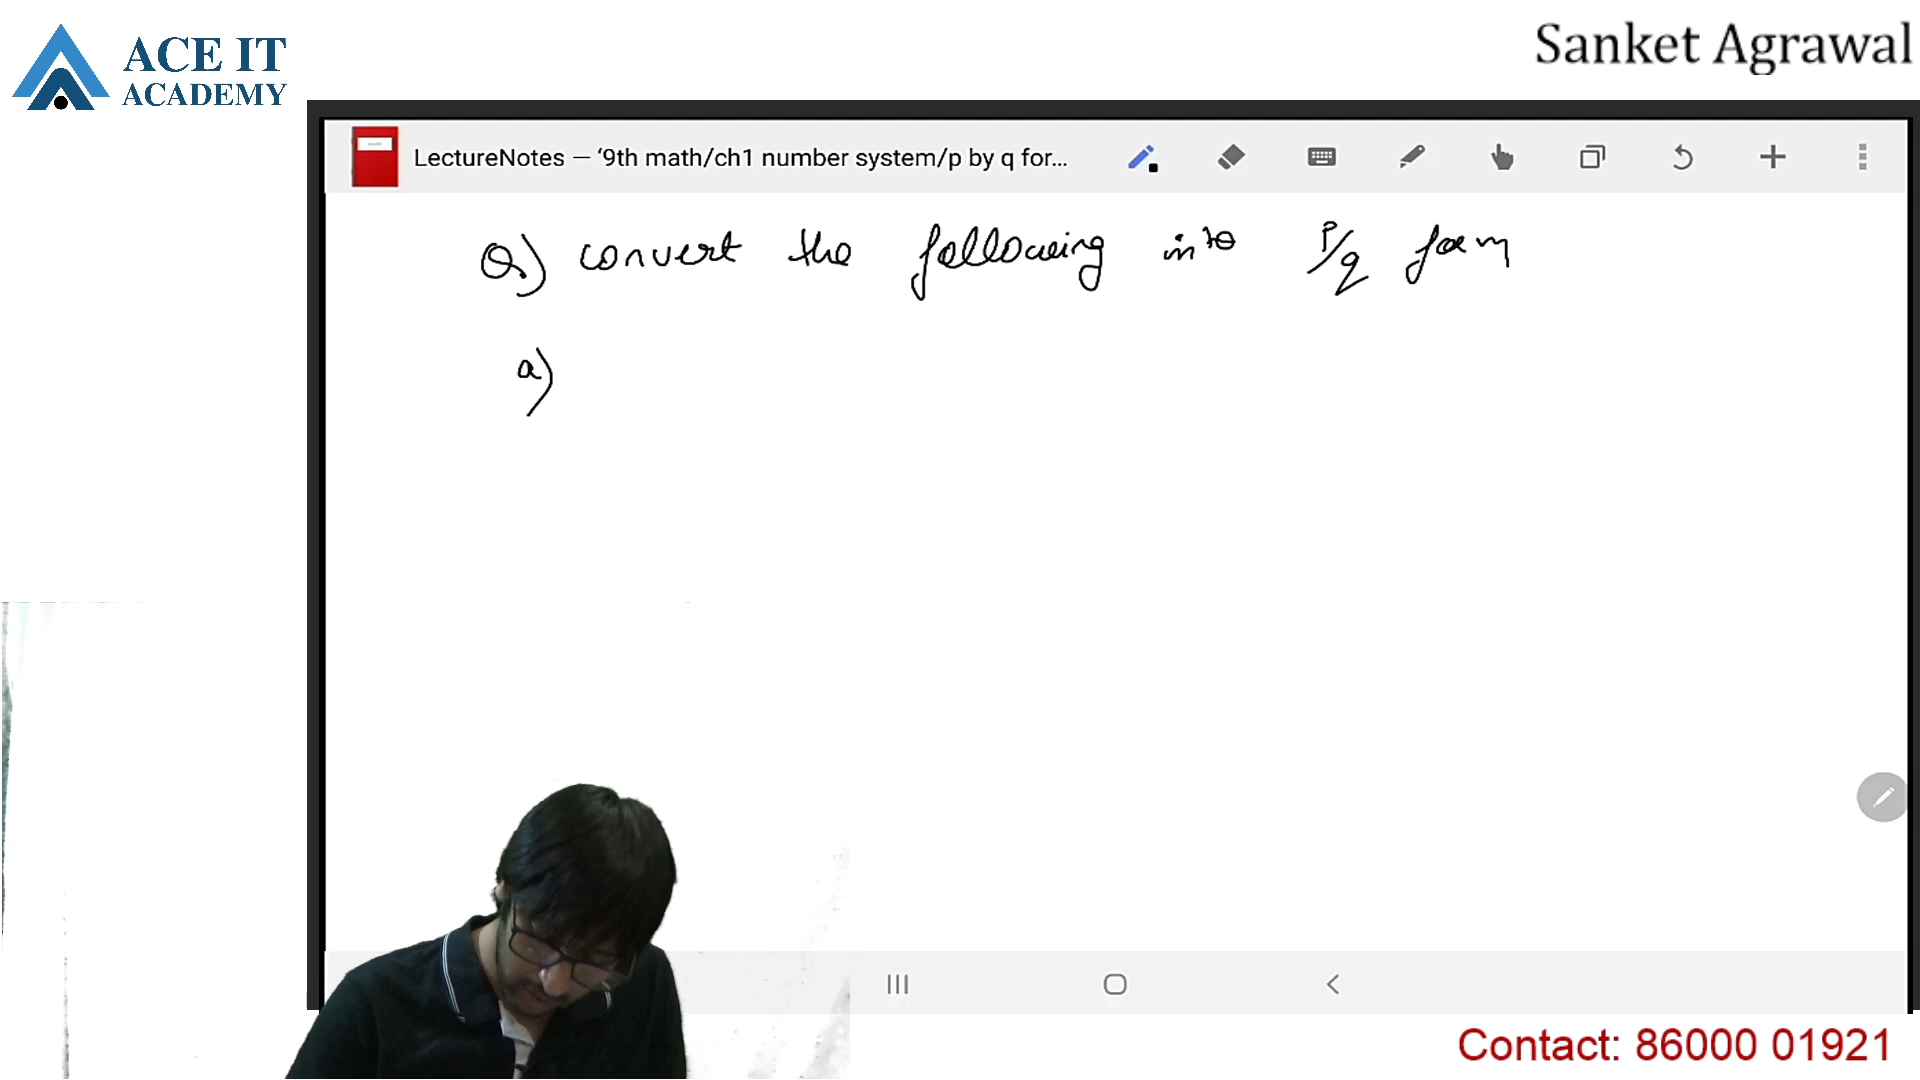 ACE IT
ACADEMY
Sanket Agrawal
LectureNotes — ‘9th math/ch1 number system/p by q for...
Q) convert the following into P/q form
a)
Contact: 86000 01921